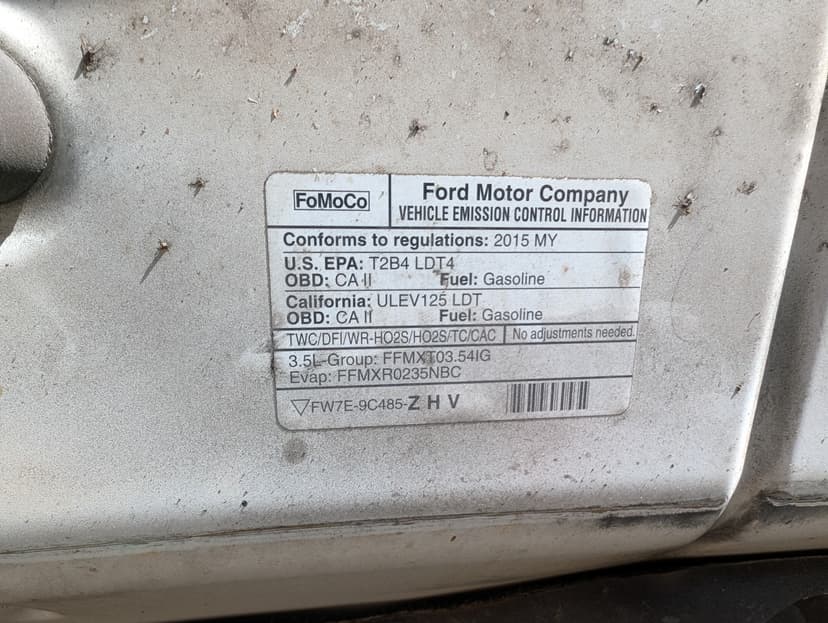 FoMoCo
Ford Motor Company
VEHICLE EMISSION CONTROL INFORMATION
Conforms to regulations: 2015 MY
U.S. EPA: T2B4 LDT4
OBD: CA II Fuel: Gasoline
California: ULEV125 LDT
OBD: CA II Fuel: Gasoline
TWC/DFI/WR-HO2S/HO2S/TC/CAC No adjustments needed.
3.5L-Group: FFMXT03.54IG
Evap: FFMXR0235NBC
FW7E-9C485-ZHV